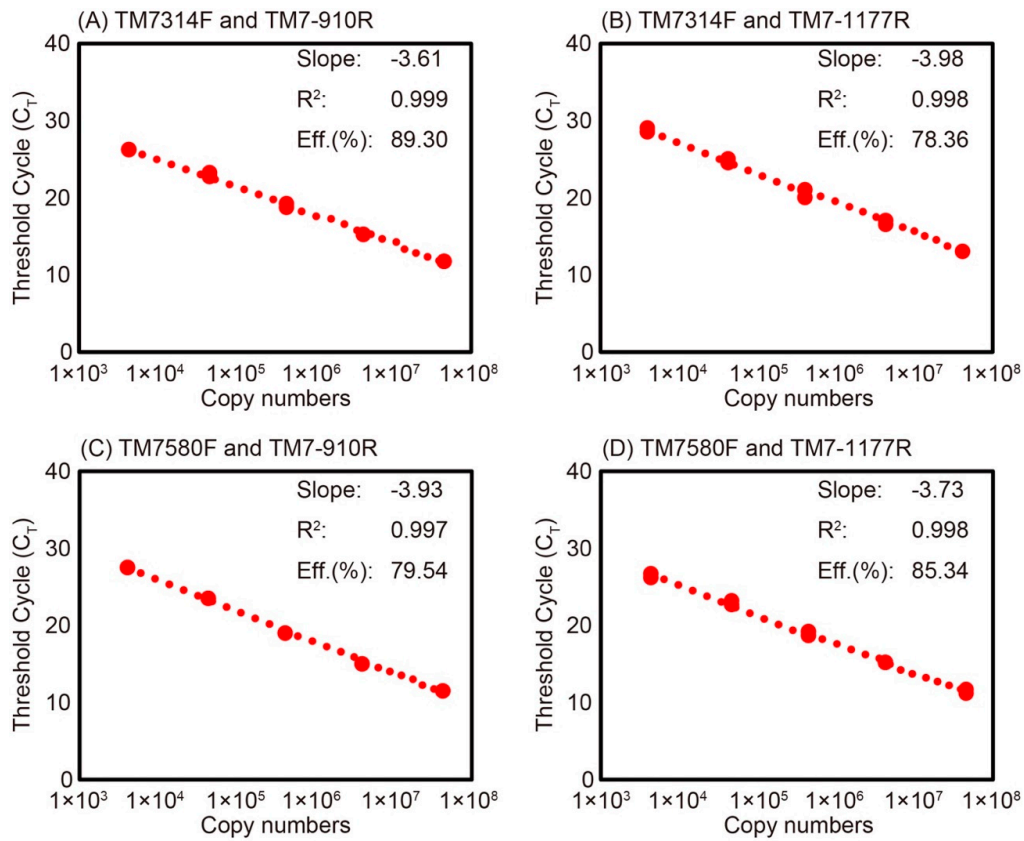 (A) TM7314F and TM7-910R
40
30
20
10
0
Threshold Cycle (C_T)
Slope: -3.61
R²: 0.999
Eff.(%): 89.30
1×10³ 1×10⁴ 1×10⁵ 1×10⁶ 1×10⁷ 1×10⁸
Copy numbers
(B) TM7314F and TM7-1177R
40
30
20
10
0
Threshold Cycle (C_T)
Slope: -3.98
R²: 0.998
Eff.(%): 78.36
1×10³ 1×10⁴ 1×10⁵ 1×10⁶ 1×10⁷ 1×10⁸
Copy numbers
(C) TM7580F and TM7-910R
40
30
20
10
0
Threshold Cycle (C_T)
Slope: -3.93
R²: 0.997
Eff.(%): 79.54
1×10³ 1×10⁴ 1×10⁵ 1×10⁶ 1×10⁷ 1×10⁸
Copy numbers
(D) TM7580F and TM7-1177R
40
30
20
10
0
Threshold Cycle (C_T)
Slope: -3.73
R²: 0.998
Eff.(%): 85.34
1×10³ 1×10⁴ 1×10⁵ 1×10⁶ 1×10⁷ 1×10⁸
Copy numbers